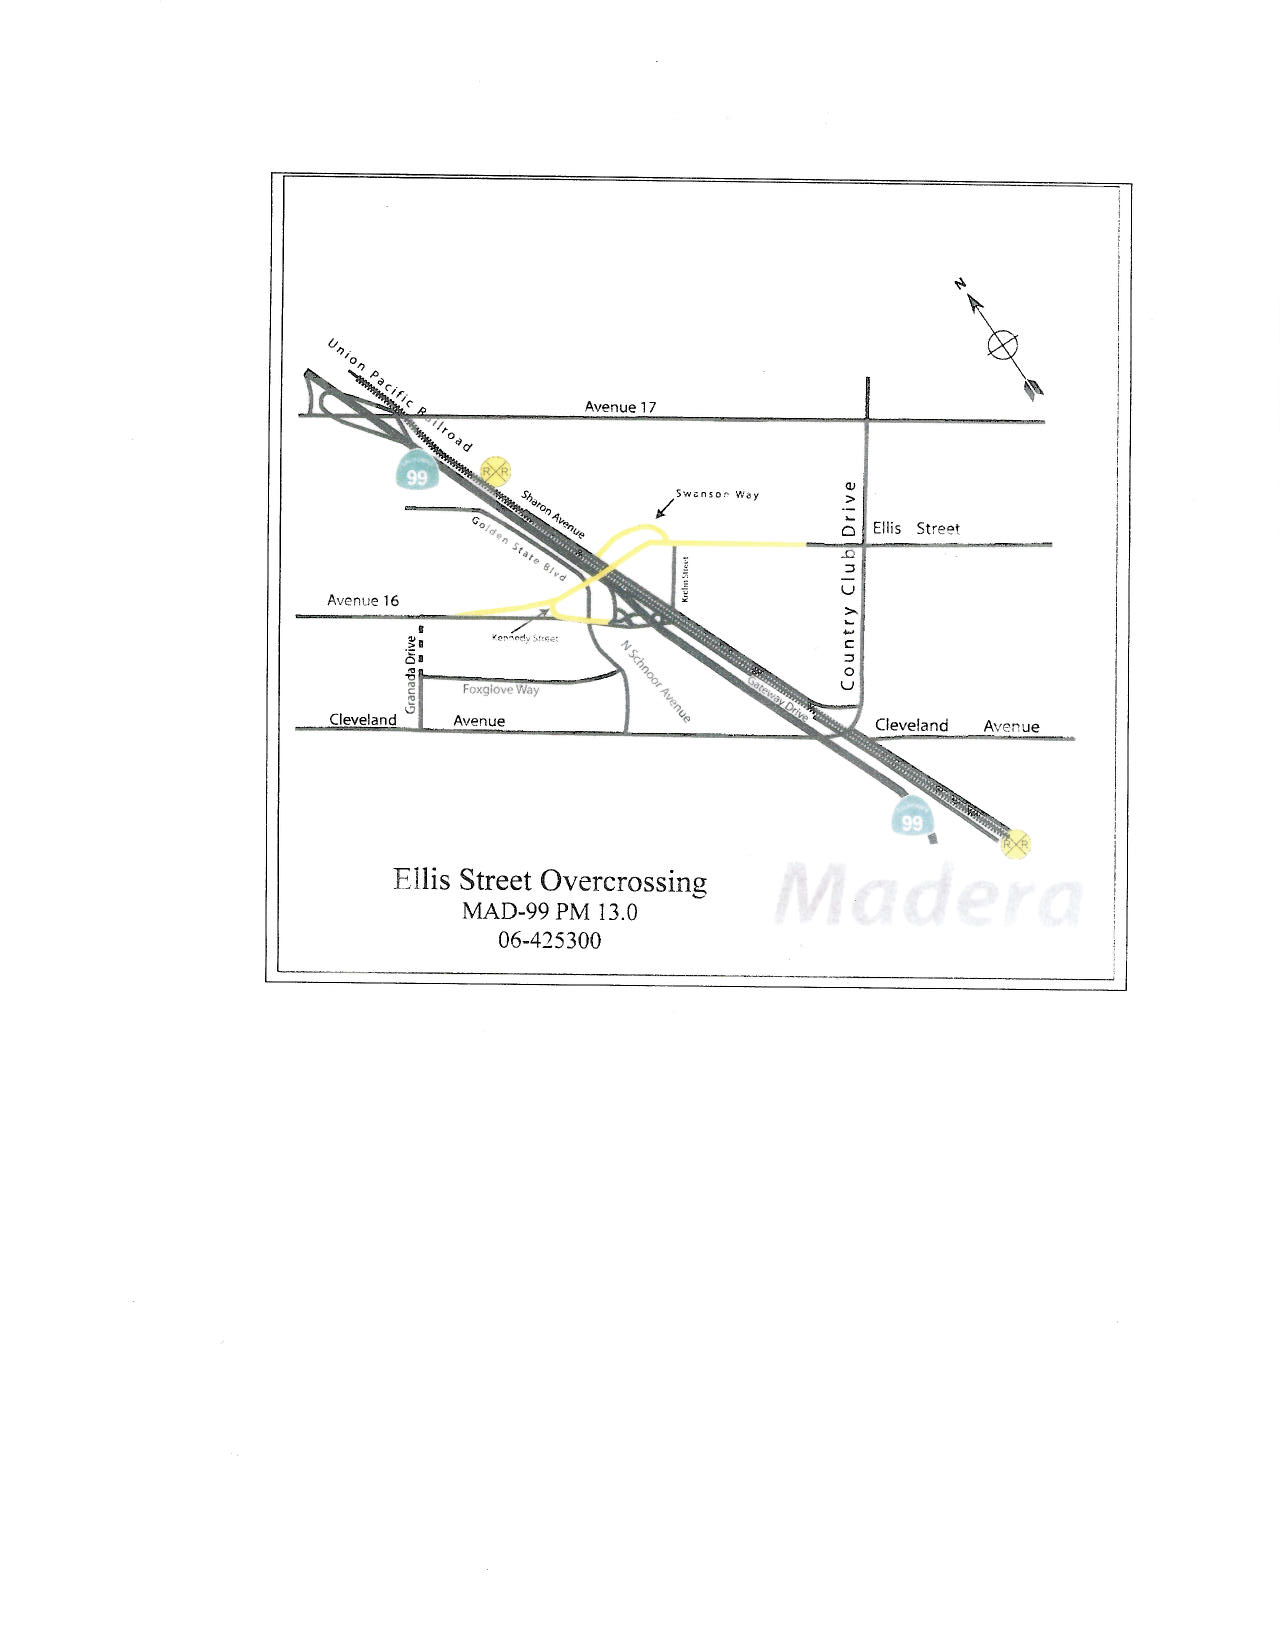 N
Union Pacific Railroad
Avenue 17
99
R R
Sharon Avenue
Swanson Way
Golden State Blvd
Country Club Drive
Ellis Street
Avenue 16
Kennedy Street
Granada Drive
N Schnoor Avenue
Foxglove Way
Gateway Drive
Cleveland Avenue
Cleveland Avenue
99
R R
Ellis Street Overcrossing
MAD-99 PM 13.0
06-425300
Madera